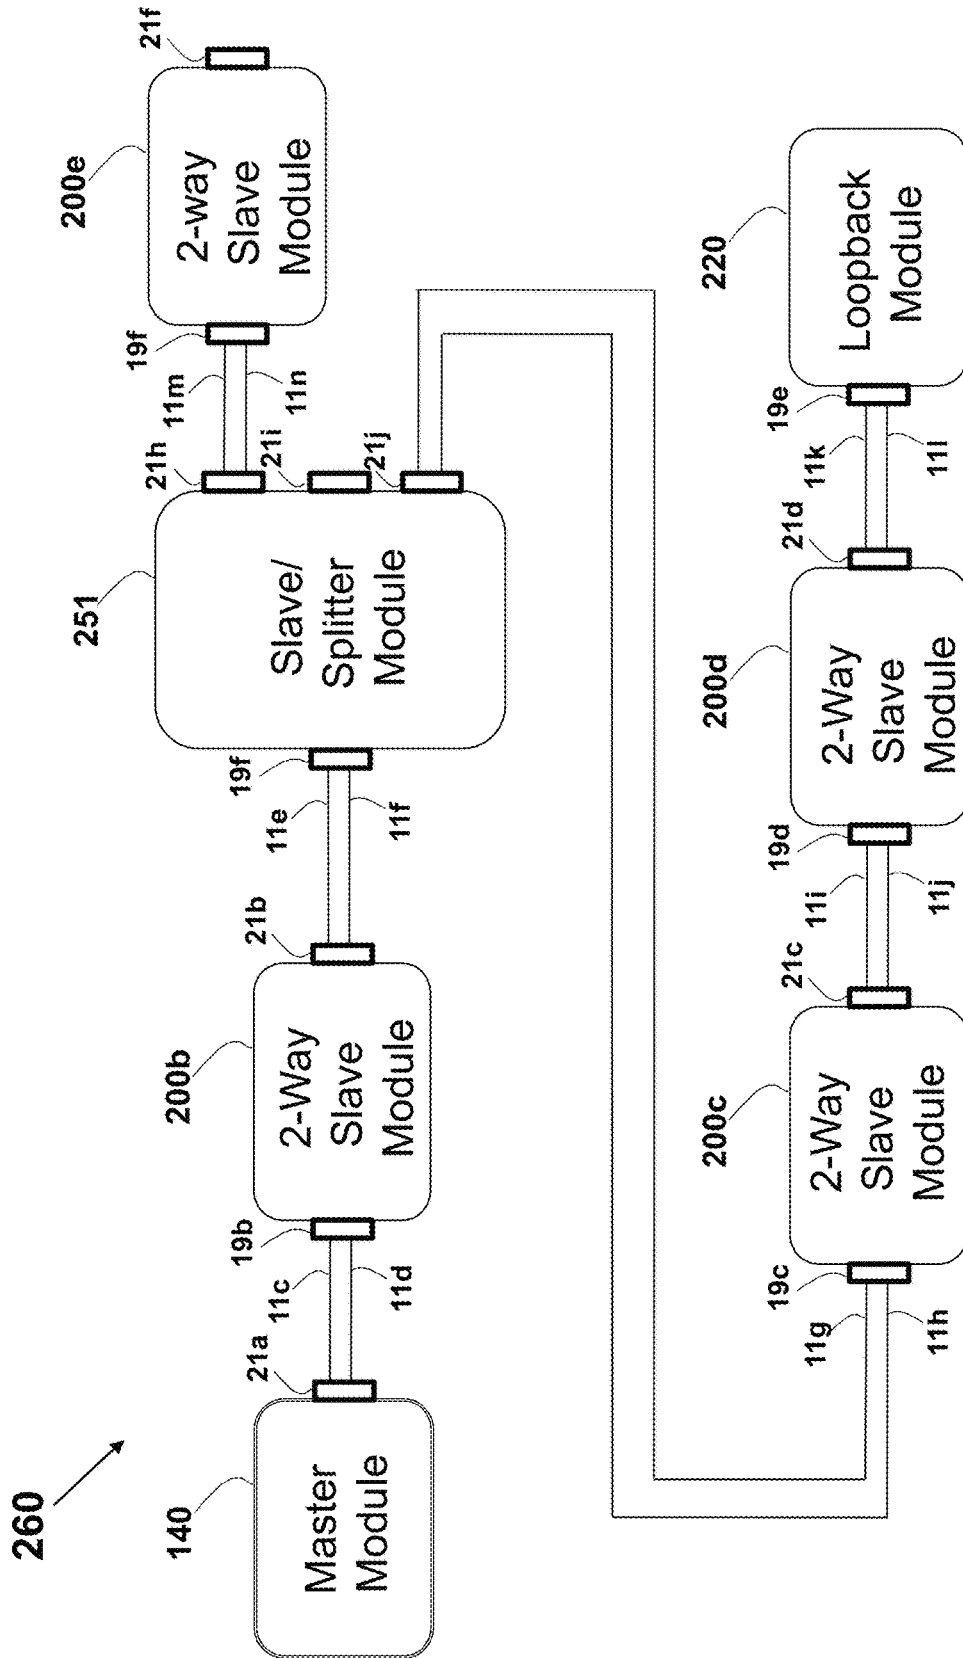 260
140
Master
Module
21a
11c
11d
19b
200b
2-Way
Slave
Module
21b
11e
11f
19f
251
Slave/
Splitter
Module
21h
21i
21j
11m
11n
19f
200e
2-way
Slave
Module
21f
11g
11h
19c
200c
2-Way
Slave
Module
21c
11i
11j
19d
200d
2-Way
Slave
Module
21d
11k
11l
19e
220
Loopback
Module